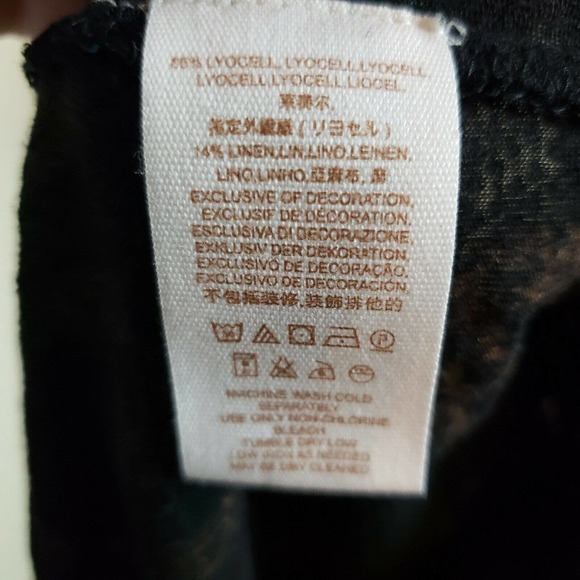 86% LYOCELL, LYOCELL,LYOCELL,
LYOCELL,LYOCELL,LIOCEL.
莱赛尔.
指定外繊維（リヨセル）
14% LINEN,LIN,LINO,LEINEN,
LINO,LINHO,亞麻布,
EXCLUSIVE OF DECORATION
EXCLUSIF DE DECORATION
ESCLUSIVA DI DECORAZIONE
EXKLUSIV DER DEKORATION
EXCLUSIVO DE DECORAÇÃO
EXCLUSIVO DE DECORACIÓN
不包括装修,装飾排他的
P
MACHINE WASH COLD
SEPARATELY
USE ONLY NON-CHLORINE
BLEACH
TUMBLE DRY LOW
LOW IRON AS NEEDED
MAY BE DRY CLEANED